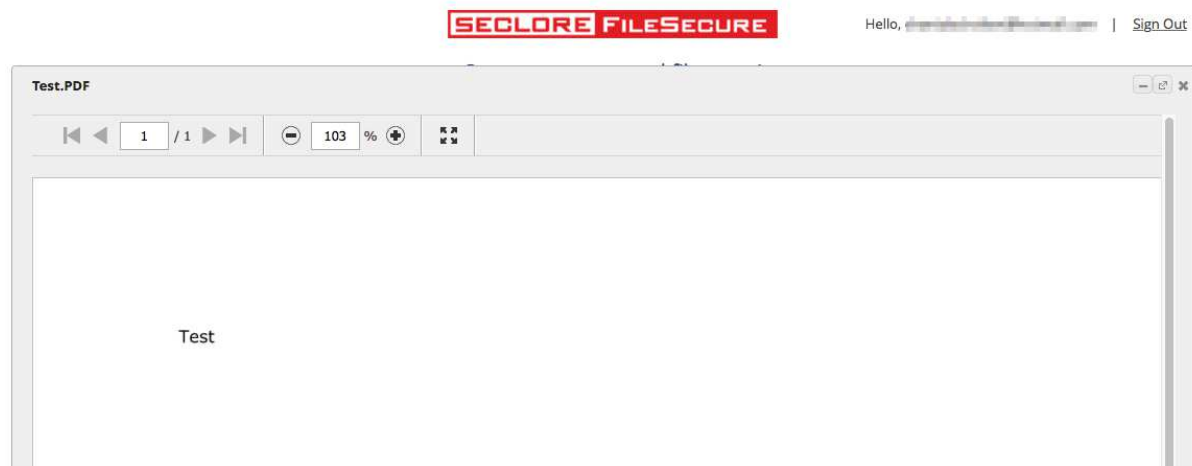 SECLORE FILESECURE
Hello, | Sign Out
Test.PDF
1 / 1 103 %
Test